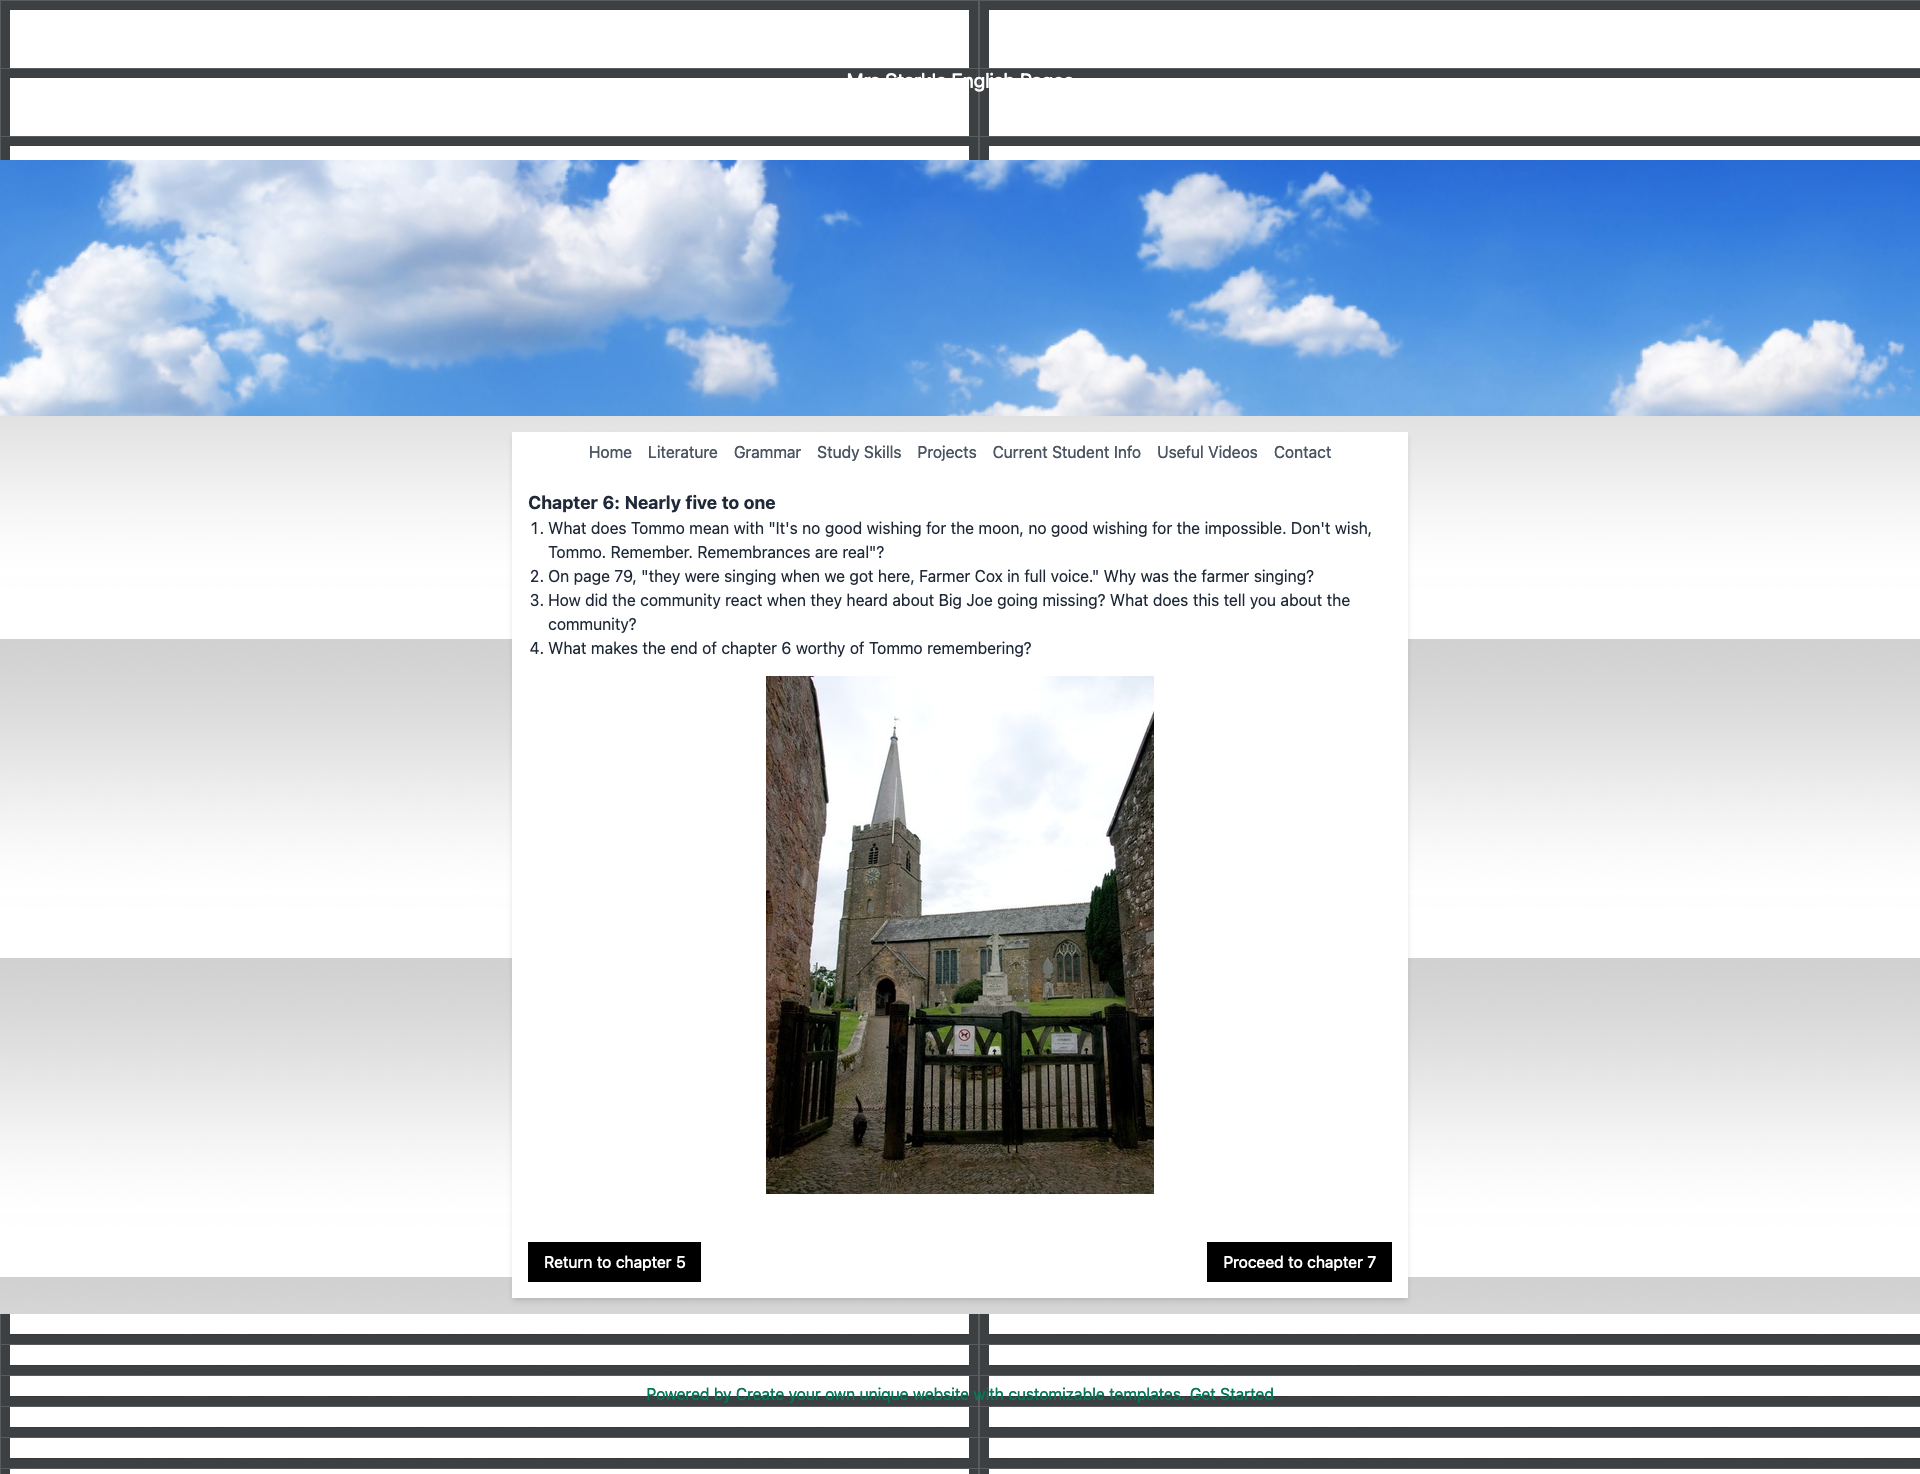 Mrs Sterk's English Pages
Home Literature Grammar Study Skills Projects Current Student Info Useful Videos Contact
Chapter 6: Nearly five to one
1. What does Tommo mean with "It's no good wishing for the moon, no good wishing for the impossible. Don't wish,
Tommo. Remember. Remembrances are real"?
2. On page 79, "they were singing when we got here, Farmer Cox in full voice." Why was the farmer singing?
3. How did the community react when they heard about Big Joe going missing? What does this tell you about the
community?
4. What makes the end of chapter 6 worthy of Tommo remembering?
Return to chapter 5
Proceed to chapter 7
Powered by Create your own unique website with customizable templates. Get Started